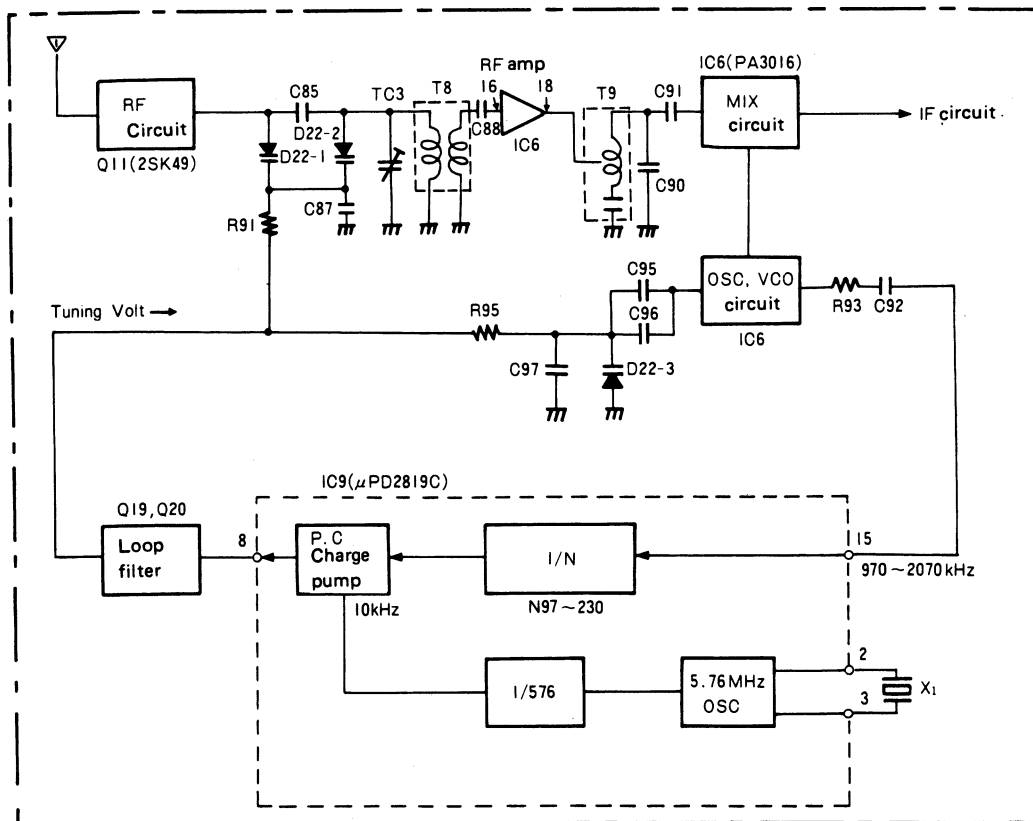 1
RF
Circuit
Q11(2SK49)
C85
D22-2
D22-1
C87
R91
TC3
T8
RF amp
16
18
C88
IC6
T9
C91
C90
IC6(PA3016)
MIX
circuit
IF circuit
OSC, VCO
circuit
IC6
R93
C92
C95
C96
R95
C97
D22-3
Tuning Volt →
Q19, Q20
Loop
filter
8
IC9(μPD2819C)
P.C
Charge
pump
10kHz
1/N
N97~230
15
970~2070kHz
1/576
5.76MHz
OSC
2
3
X1